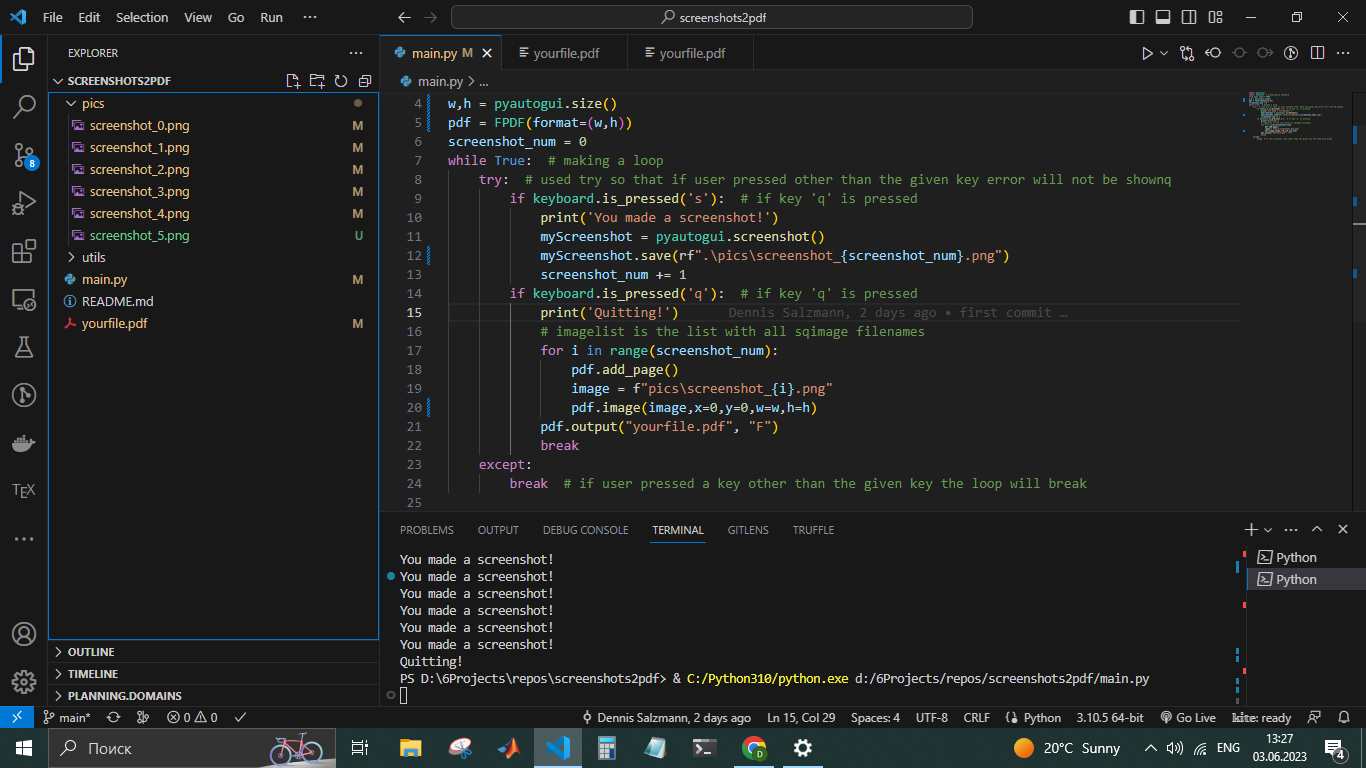 File Edit Selection View Go Run ··· screenshots2pdf
EXPLORER ···
SCREENSHOTS2PDF
pics
screenshot_0.png M
screenshot_1.png M
screenshot_2.png M
screenshot_3.png M
screenshot_4.png M
screenshot_5.png U
utils
main.py M
README.md
yourfile.pdf M
OUTLINE
TIMELINE
PLANNING.DOMAINS
8
TEX
main.py M yourfile.pdf yourfile.pdf
main.py > ...
4 w,h = pyautogui.size()
5 pdf = FPDF(format=(w,h))
6 screenshot_num = 0
7 while True:  # making a loop
8     try:  # used try so that if user pressed other than the given key error will not be shownq
9         if keyboard.is_pressed('s'):  # if key 'q' is pressed
10             print('You made a screenshot!')
11             myScreenshot = pyautogui.screenshot()
12             myScreenshot.save(rf".\pics\screenshot_{screenshot_num}.png")
13             screenshot_num += 1
14         if keyboard.is_pressed('q'):  # if key 'q' is pressed
15             print('Quitting!')      Dennis Salzmann, 2 days ago • first commit …
16             # imagelist is the list with all sqimage filenames
17             for i in range(screenshot_num):
18                 pdf.add_page()
19                 image = f"pics\screenshot_{i}.png"
20                 pdf.image(image,x=0,y=0,w=w,h=h)
21             pdf.output("yourfile.pdf", "F")
22             break
23     except:
24         break  # if user pressed a key other than the given key the loop will break
25
PROBLEMS OUTPUT DEBUG CONSOLE TERMINAL GITLENS TRUFFLE
You made a screenshot!
You made a screenshot!
You made a screenshot!
You made a screenshot!
You made a screenshot!
You made a screenshot!
Quitting!
PS D:\6Projects\repos\screenshots2pdf> & C:/Python310/python.exe d:/6Projects/repos/screenshots2pdf/main.py
Python
Python
main* 0 0 Dennis Salzmann, 2 days ago Ln 15, Col 29 Spaces: 4 UTF-8 CRLF Python 3.10.5 64-bit Go Live kite: ready
Поиск D 20°C Sunny ENG 13:27
03.06.2023 4